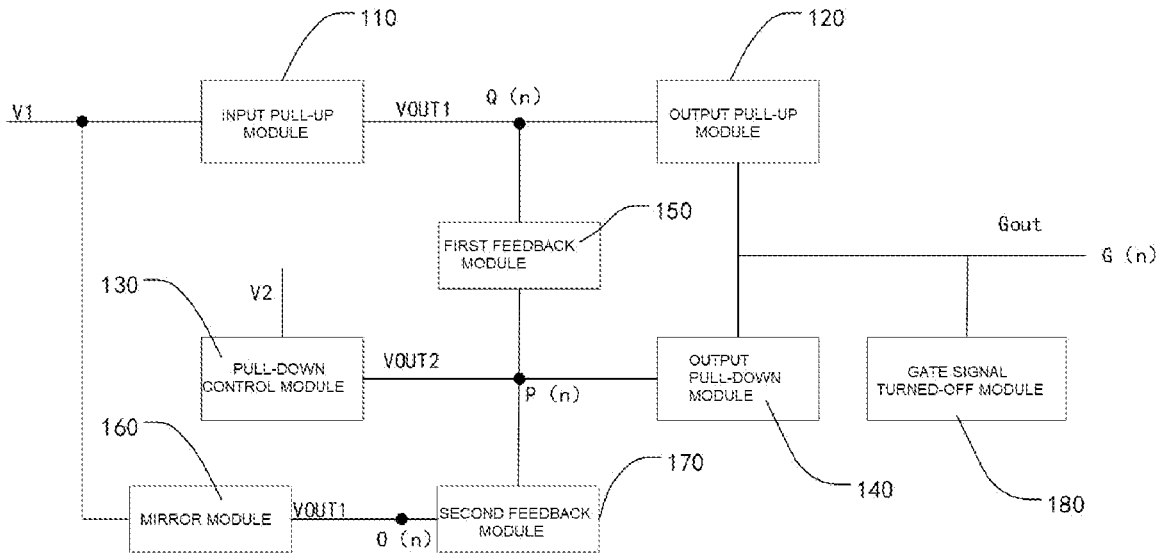 110
120
V1
INPUT PULL-UP
MODULE
VOUT1
Q (n)
OUTPUT PULL-UP
MODULE
150
FIRST FEEDBACK
MODULE
Gout
G (n)
130
V2
PULL-DOWN
CONTROL MODULE
VOUT2
P (n)
OUTPUT
PULL-DOWN
MODULE
GATE SIGNAL
TURNED-OFF MODULE
160
170
140
180
MIRROR MODULE
VOUT1
O (n)
SECOND FEEDBACK
MODULE